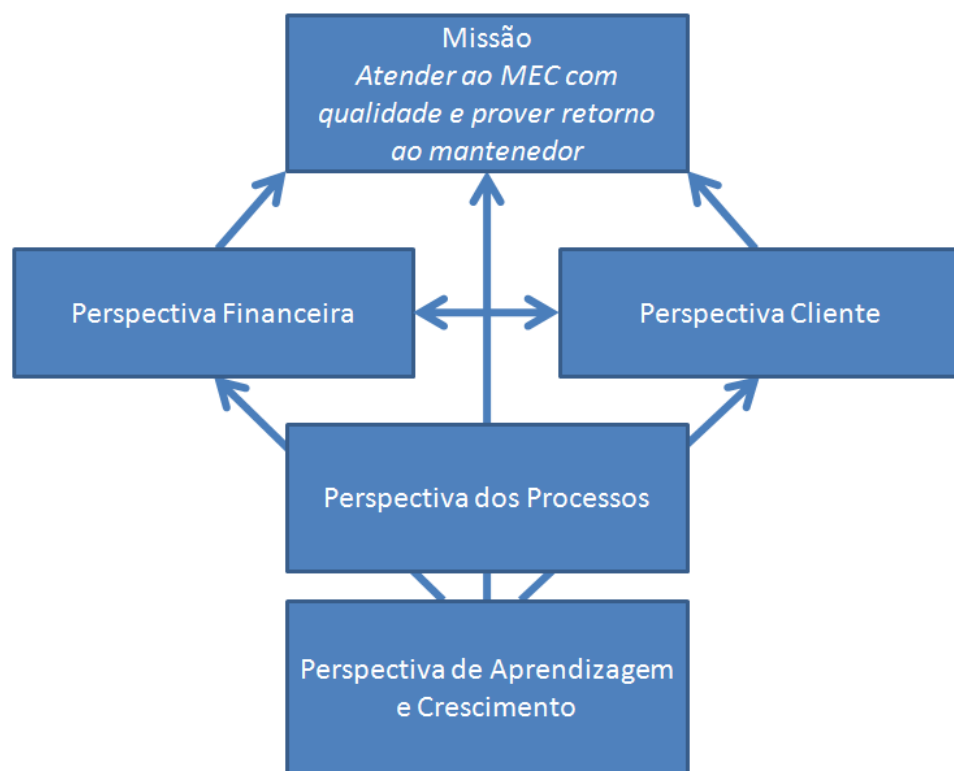 Missão
Atender ao MEC com
qualidade e prover retorno
ao mantenedor
Perspectiva Financeira
Perspectiva Cliente
Perspectiva dos Processos
Perspectiva de Aprendizagem
e Crescimento